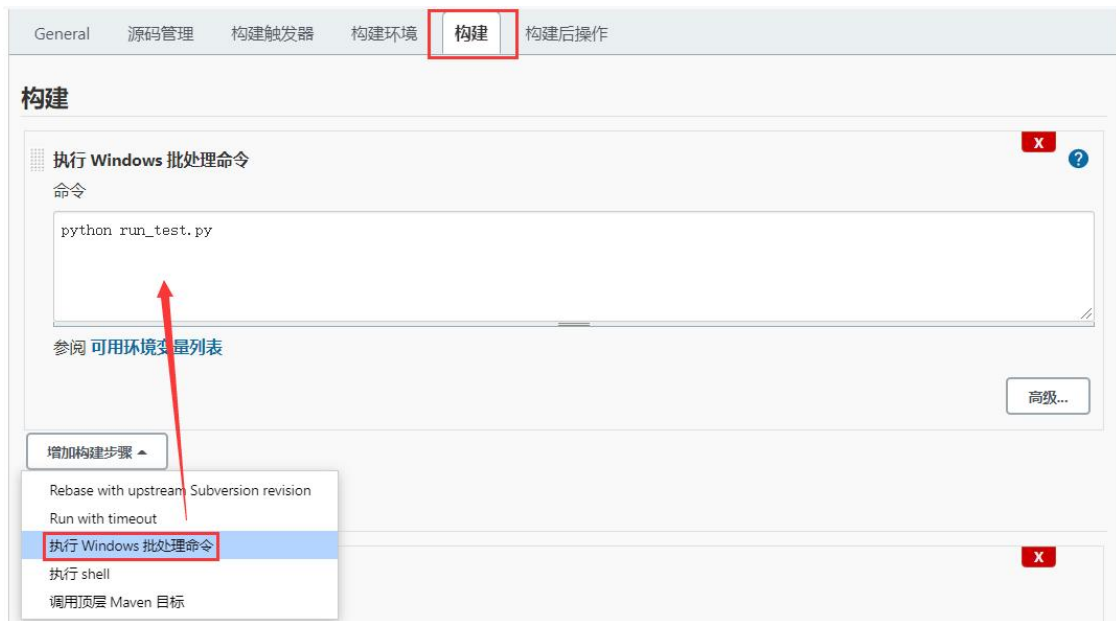 General 源码管理 构建触发器 构建环境 构建 构建后操作
构建
X
执行 Windows 批处理命令
?
命令
python run_test.py
参阅 可用环境变量列表
高级...
增加构建步骤
Rebase with upstream Subversion revision
Run with timeout
执行 Windows 批处理命令
X
执行 shell
调用顶层 Maven 目标